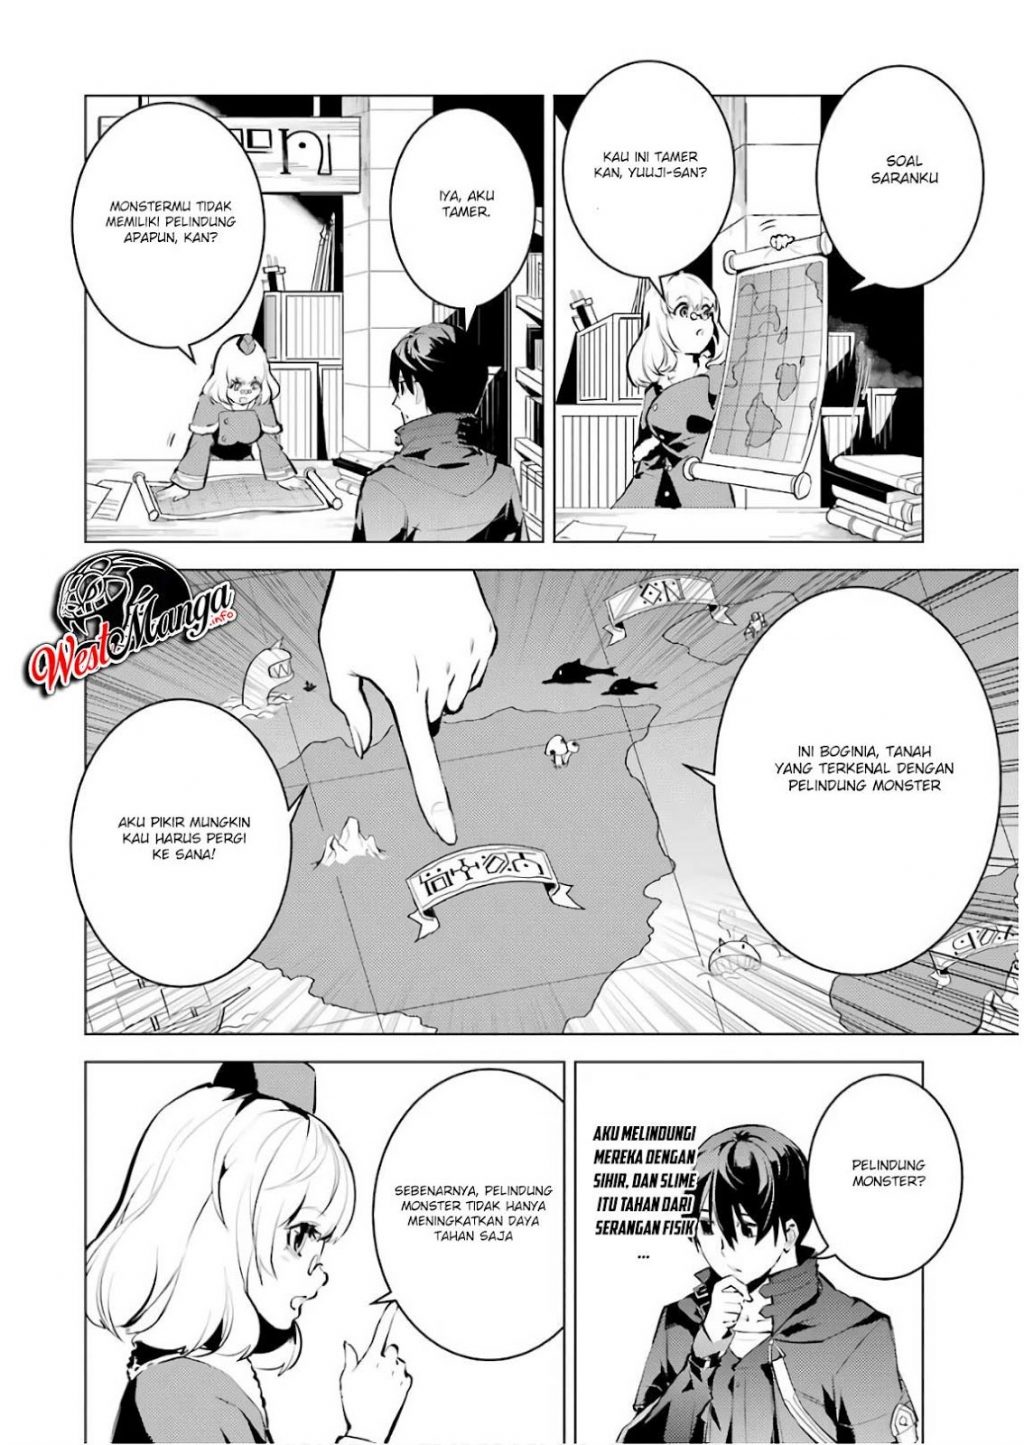 SOAL
SARANKU
KAU INI TAMER
KAN, YUUJI-SAN?
IYA, AKU
TAMER.
MONSTERMU TIDAK
MEMILIKI PELINDUNG
APAPUN, KAN?
WestManga
.info
INI BOGINIA, TANAH
YANG TERKENAL DENGAN
PELINDUNG MONSTER
AKU PIKIR MUNGKIN
KAU HARUS PERGI
KE SANA!
PELINDUNG
MONSTER?
AKU MELINDUNGI
MEREKA DENGAN
SIHIR, DAN SLIME
ITU TAHAN DARI
SERANGAN FISIK
...
SEBENARNYA, PELINDUNG
MONSTER TIDAK HANYA
MENINGKATKAN DAYA
TAHAN SAJA